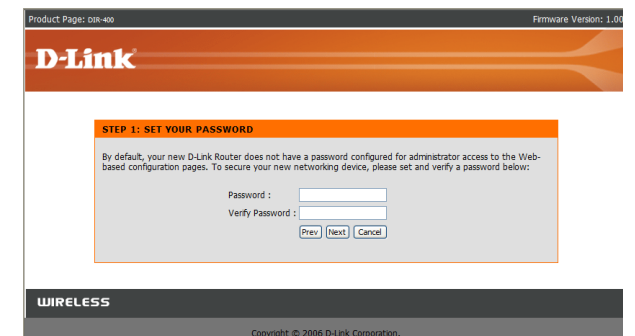 Product Page: DIR-400 Firmware Version: 1.00
D-Link
STEP 1: SET YOUR PASSWORD
By default, your new D-Link Router does not have a password configured for administrator access to the Web-
based configuration pages. To secure your new networking device, please set and verify a password below:
Password :
Verify Password :
Prev Next Cancel
WIRELESS
Copyright © 2006 D-Link Corporation.